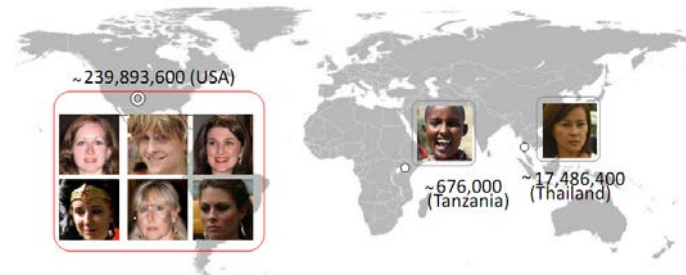 ~239,893,600 (USA)
~676,000
(Tanzania)
~17,486,400
(Thailand)